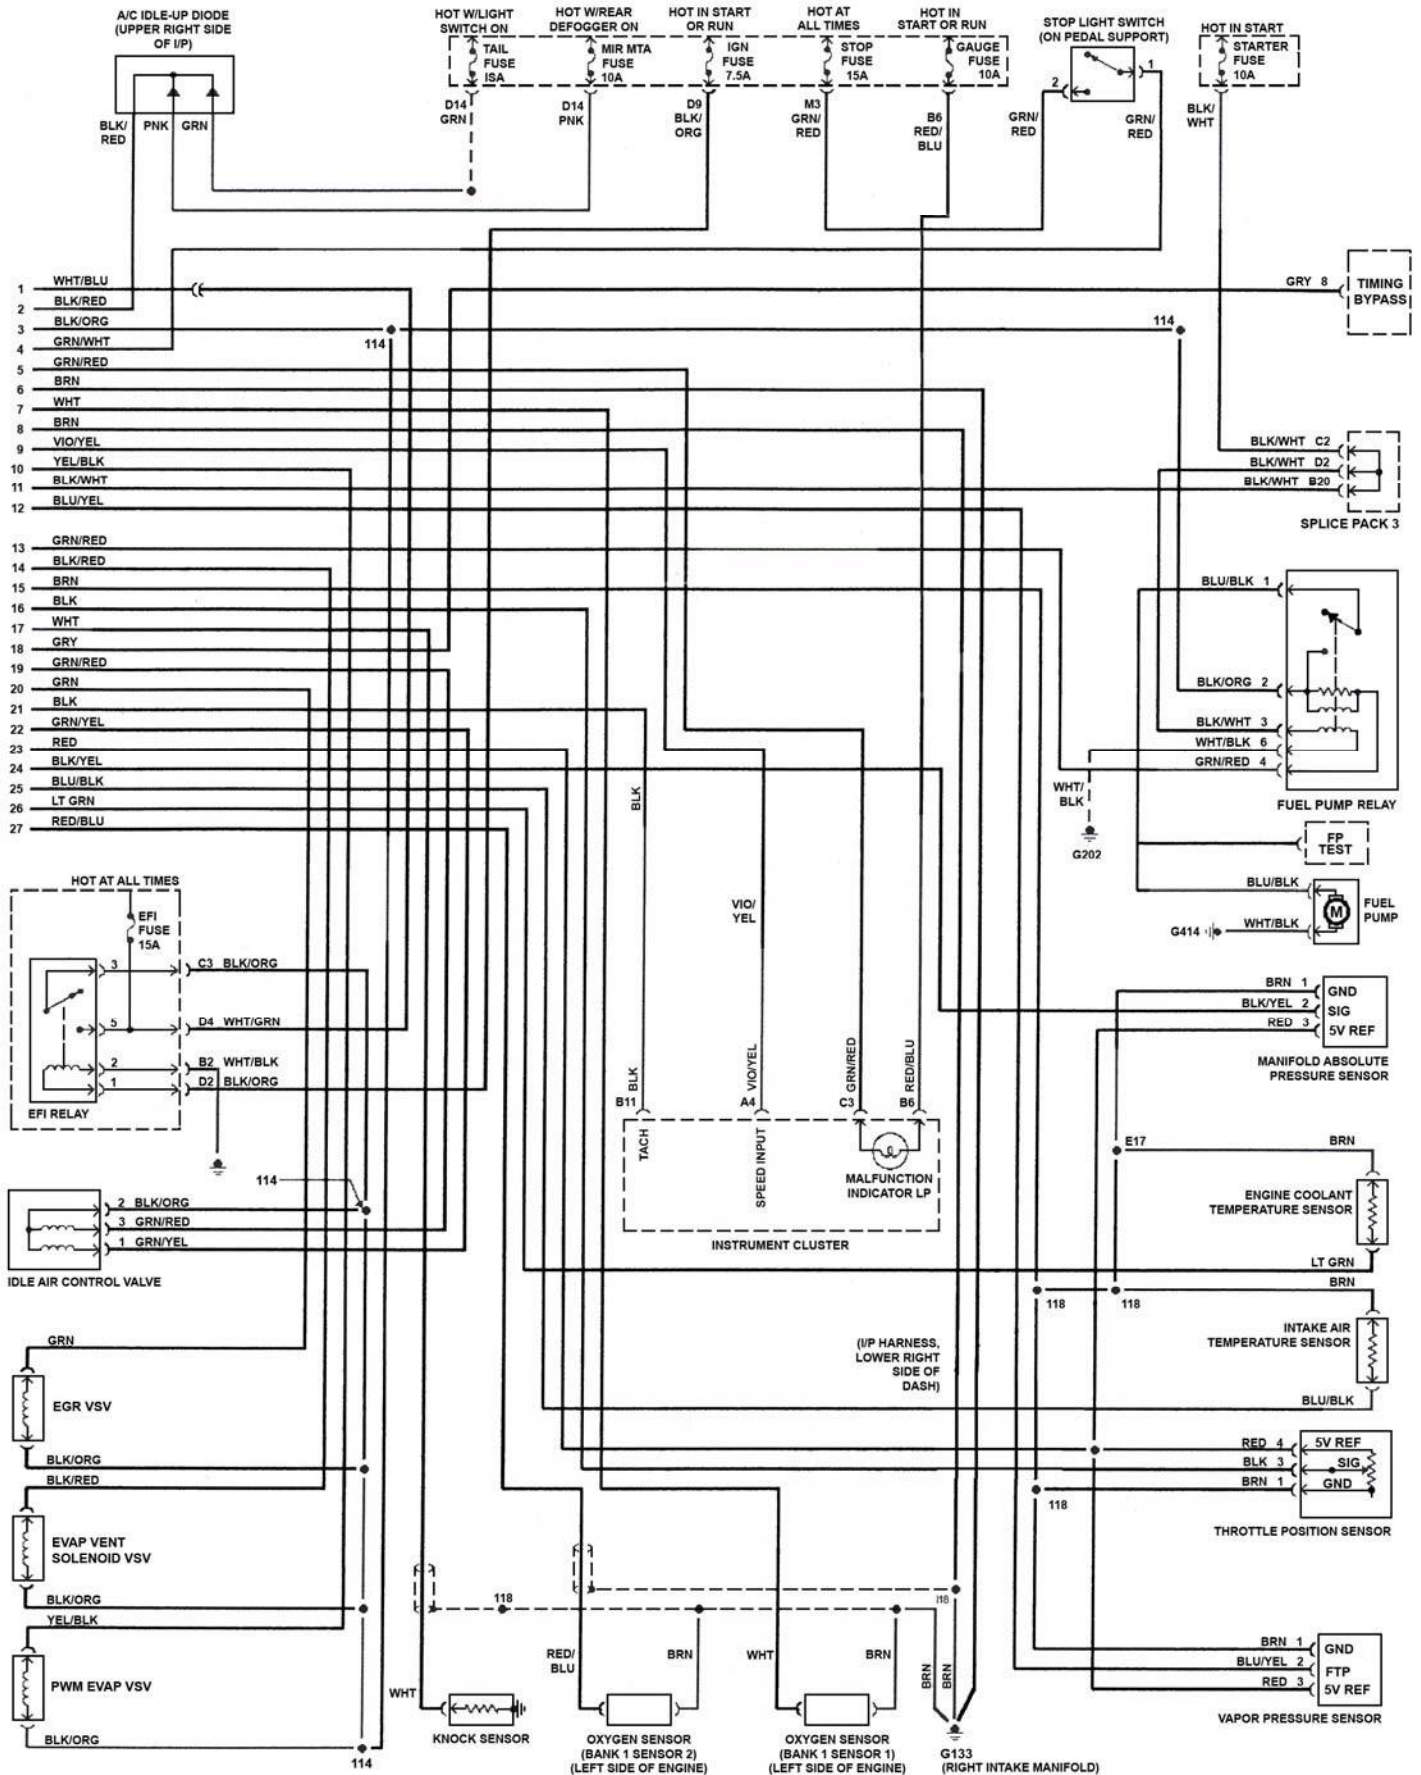 A/C IDLE-UP DIODE
(UPPER RIGHT SIDE
OF I/P)
HOT W/LIGHT
SWITCH ON
HOT W/REAR
DEFOGGER ON
HOT IN START
OR RUN
HOT AT
ALL TIMES
HOT IN
START OR RUN
STOP LIGHT SWITCH
(ON PEDAL SUPPORT)
HOT IN START
TAIL
FUSE
ISA
MIR MTA
FUSE
10A
IGN
FUSE
7.5A
STOP
FUSE
15A
GAUGE
FUSE
10A
STARTER
FUSE
10A
2
1
BLK/
RED
PNK
GRN
D14
GRN
D14
PNK
D9
BLK/
ORG
M3
GRN/
RED
B6
RED/
BLU
GRN/
RED
GRN/
RED
BLK/
WHT
1 WHT/BLU
2 BLK/RED
3 BLK/ORG
4 GRN/WHT
5 GRN/RED
6 BRN
7 WHT
8 BRN
9 VIO/YEL
10 YEL/BLK
11 BLK/WHT
12 BLU/YEL
13 GRN/RED
14 BLK/RED
15 BRN
16 BLK
17 WHT
18 GRY
19 GRN/RED
20 GRN
21 BLK
22 GRN/YEL
23 RED
24 BLK/YEL
25 BLU/BLK
26 LT GRN
27 RED/BLU
114
114
GRY 8
TIMING
BYPASS
BLK/WHT C2
BLK/WHT D2
BLK/WHT B20
SPLICE PACK 3
BLU/BLK 1
BLK/ORG 2
BLK/WHT 3
WHT/BLK 6
GRN/RED 4
FUEL PUMP RELAY
WHT/
BLK
G202
FP
TEST
BLU/BLK
M
FUEL
PUMP
G414
WHT/BLK
HOT AT ALL TIMES
EFI
FUSE
15A
3
C3 BLK/ORG
5
D4 WHT/GRN
2
B2 WHT/BLK
1
D2 BLK/ORG
EFI RELAY
114
2 BLK/ORG
3 GRN/RED
1 GRN/YEL
IDLE AIR CONTROL VALVE
BLK
VIO/
YEL
BLK
VIO/YEL
GRN/RED
RED/BLU
B11
A4
C3
B6
TACH
SPEED INPUT
MALFUNCTION
INDICATOR LP
INSTRUMENT CLUSTER
BRN 1
GND
BLK/YEL 2
SIG
RED 3
5V REF
MANIFOLD ABSOLUTE
PRESSURE SENSOR
E17
BRN
ENGINE COOLANT
TEMPERATURE SENSOR
LT GRN
BRN
118
118
INTAKE AIR
TEMPERATURE SENSOR
BLU/BLK
(I/P HARNESS,
LOWER RIGHT
SIDE OF
DASH)
RED 4
5V REF
BLK 3
SIG
BRN 1
GND
118
THROTTLE POSITION SENSOR
GRN
EGR VSV
BLK/ORG
BLK/RED
EVAP VENT
SOLENOID VSV
BLK/ORG
YEL/BLK
PWM EVAP VSV
BLK/ORG
114
118
I18
WHT
KNOCK SENSOR
RED/
BLU
BRN
OXYGEN SENSOR
(BANK 1 SENSOR 2)
(LEFT SIDE OF ENGINE)
WHT
BRN
OXYGEN SENSOR
(BANK 1 SENSOR 1)
(LEFT SIDE OF ENGINE)
BRN
BRN
G133
(RIGHT INTAKE MANIFOLD)
BRN 1
GND
BLU/YEL 2
FTP
RED 3
5V REF
VAPOR PRESSURE SENSOR